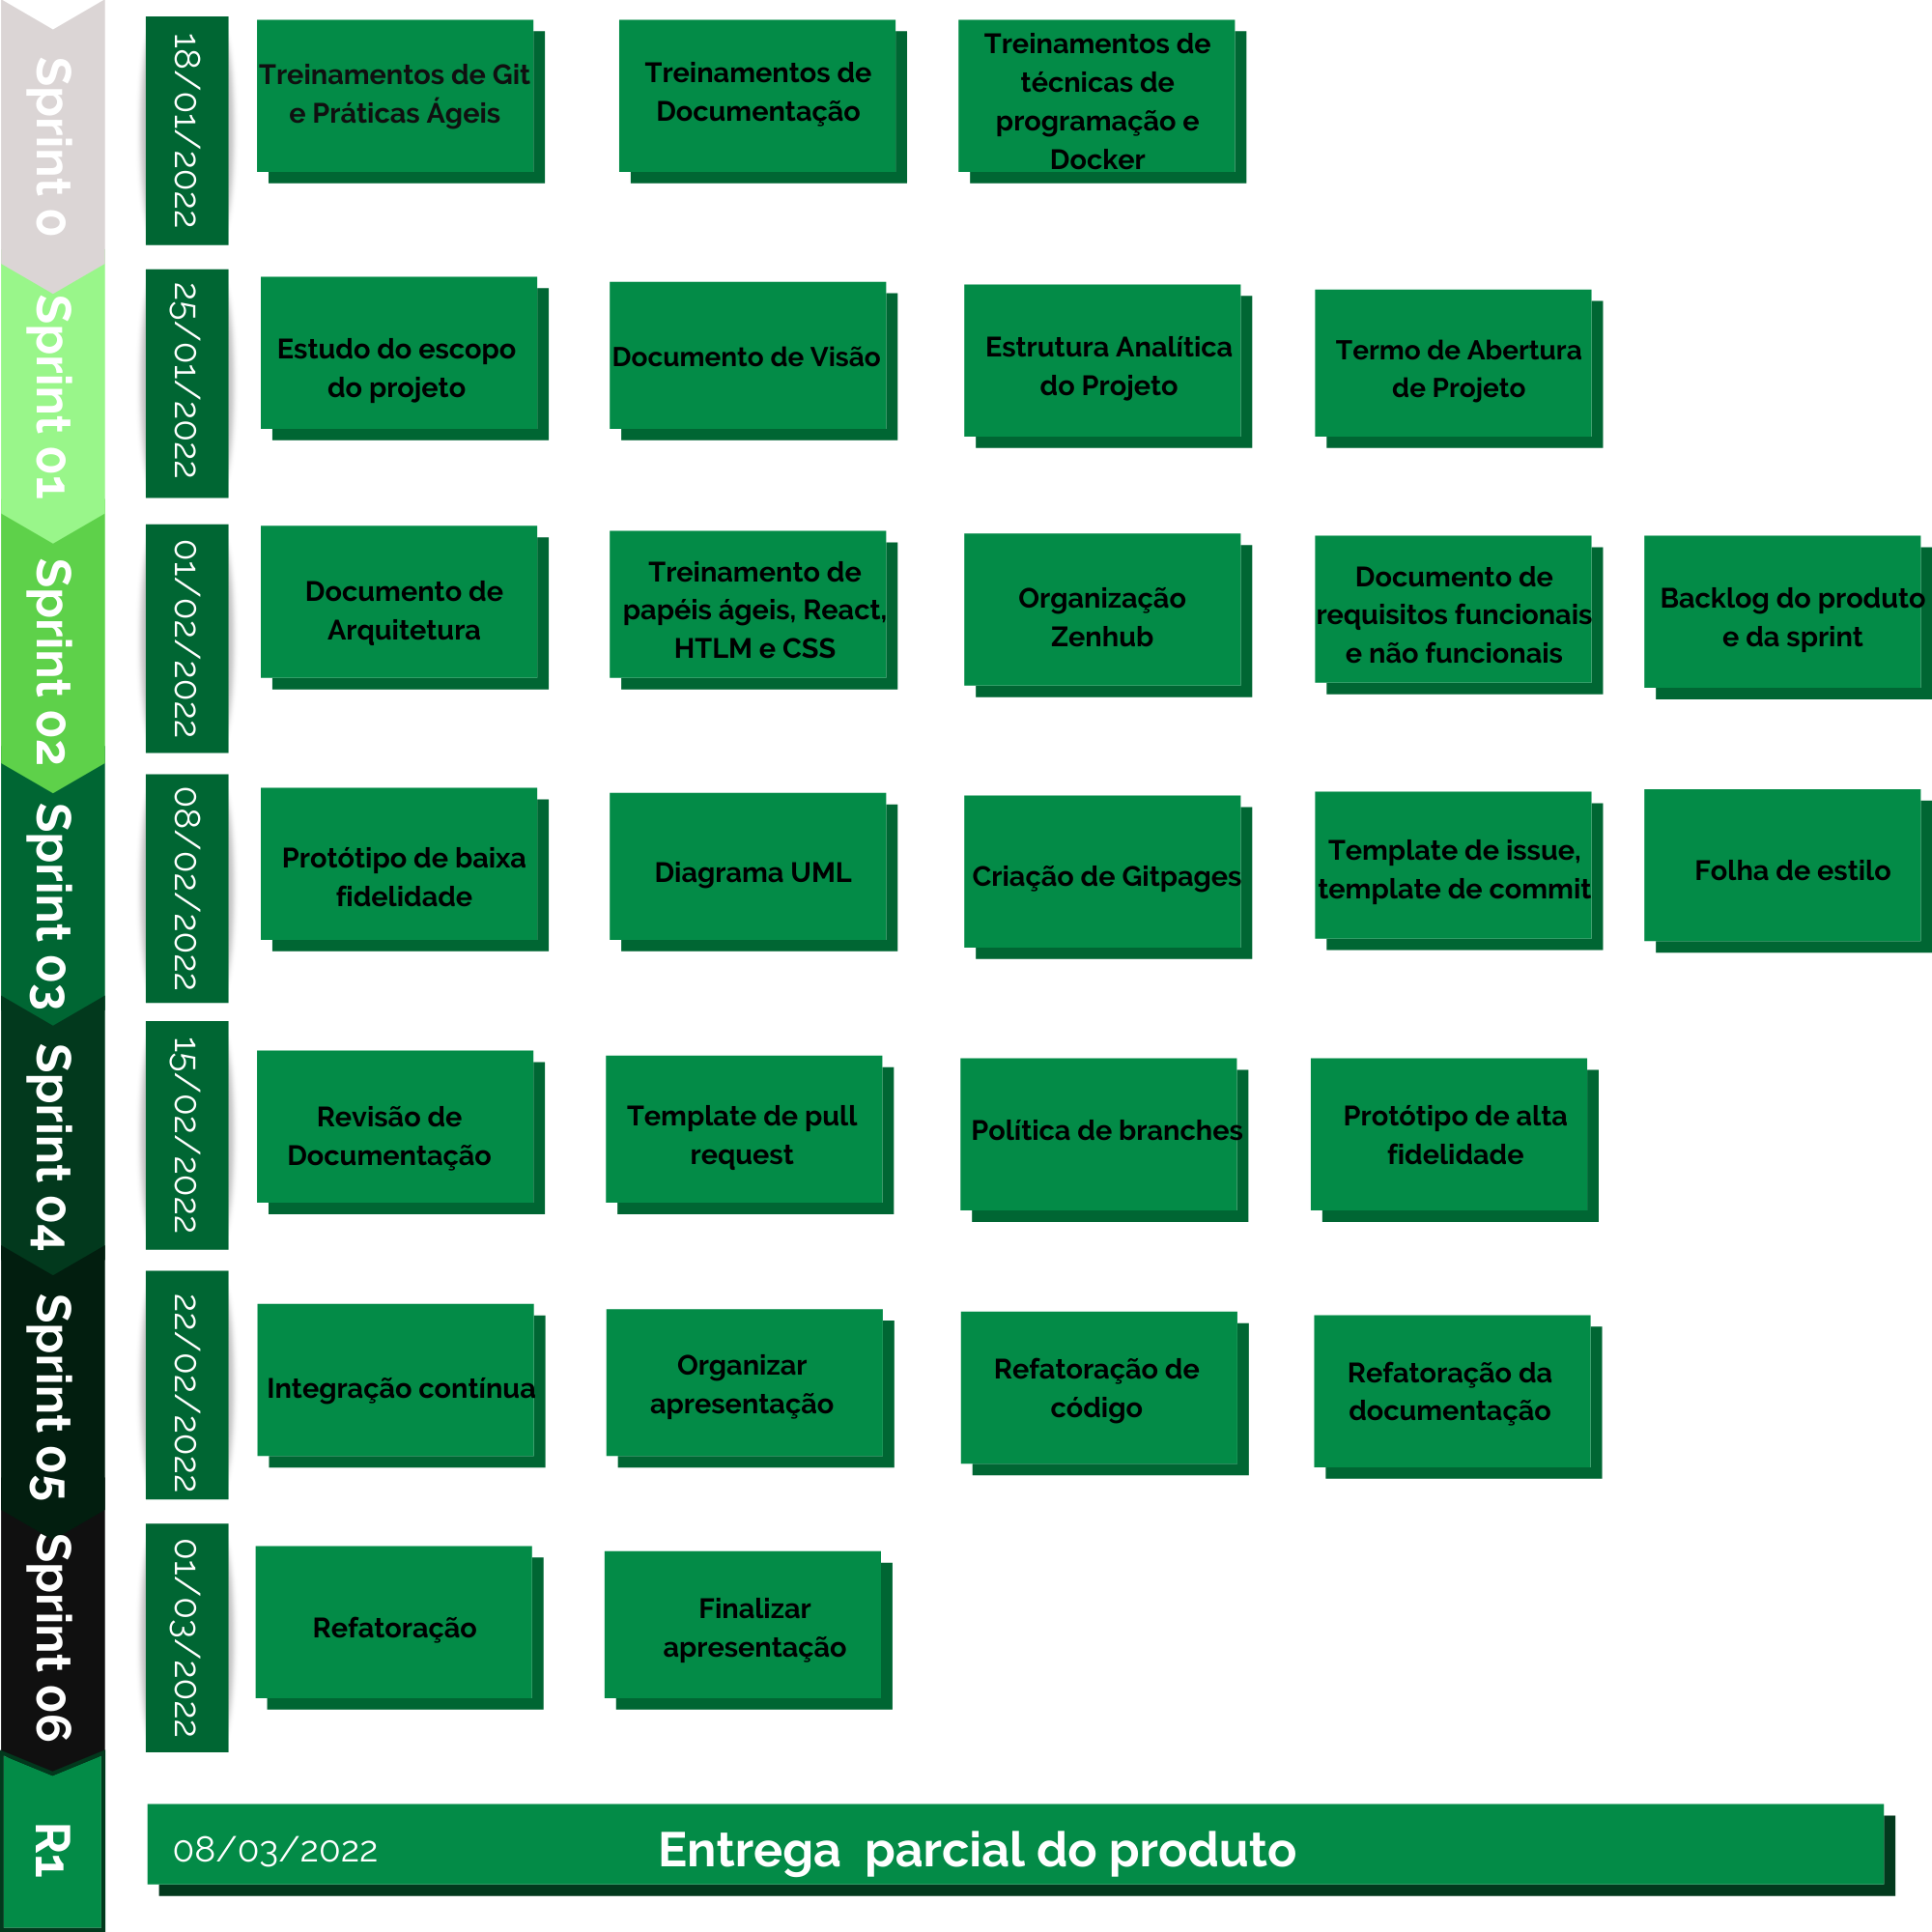 Sprint 0
18/01/2022
Treinamentos de Git
e Práticas Ágeis
Treinamentos de
Documentação
Treinamentos de
técnicas de
programação e
Docker
Sprint 01
25/01/2022
Estudo do escopo
do projeto
Documento de Visão
Estrutura Analítica
do Projeto
Termo de Abertura
de Projeto
Sprint 02
01/02/2022
Documento de
Arquitetura
Treinamento de
papéis ágeis, React,
HTLM e CSS
Organização
Zenhub
Documento de
requisitos funcionais
e não funcionais
Backlog do produto
e da sprint
Sprint 03
08/02/2022
Protótipo de baixa
fidelidade
Diagrama UML
Criação de Gitpages
Template de issue,
template de commit
Folha de estilo
Sprint 04
15/02/2022
Revisão de
Documentação
Template de pull
request
Política de branches
Protótipo de alta
fidelidade
Sprint 05
22/02/2022
Integração contínua
Organizar
apresentação
Refatoração de
código
Refatoração da
documentação
Sprint 06
01/03/2022
Refatoração
Finalizar
apresentação
R1
08/03/2022
Entrega  parcial do produto